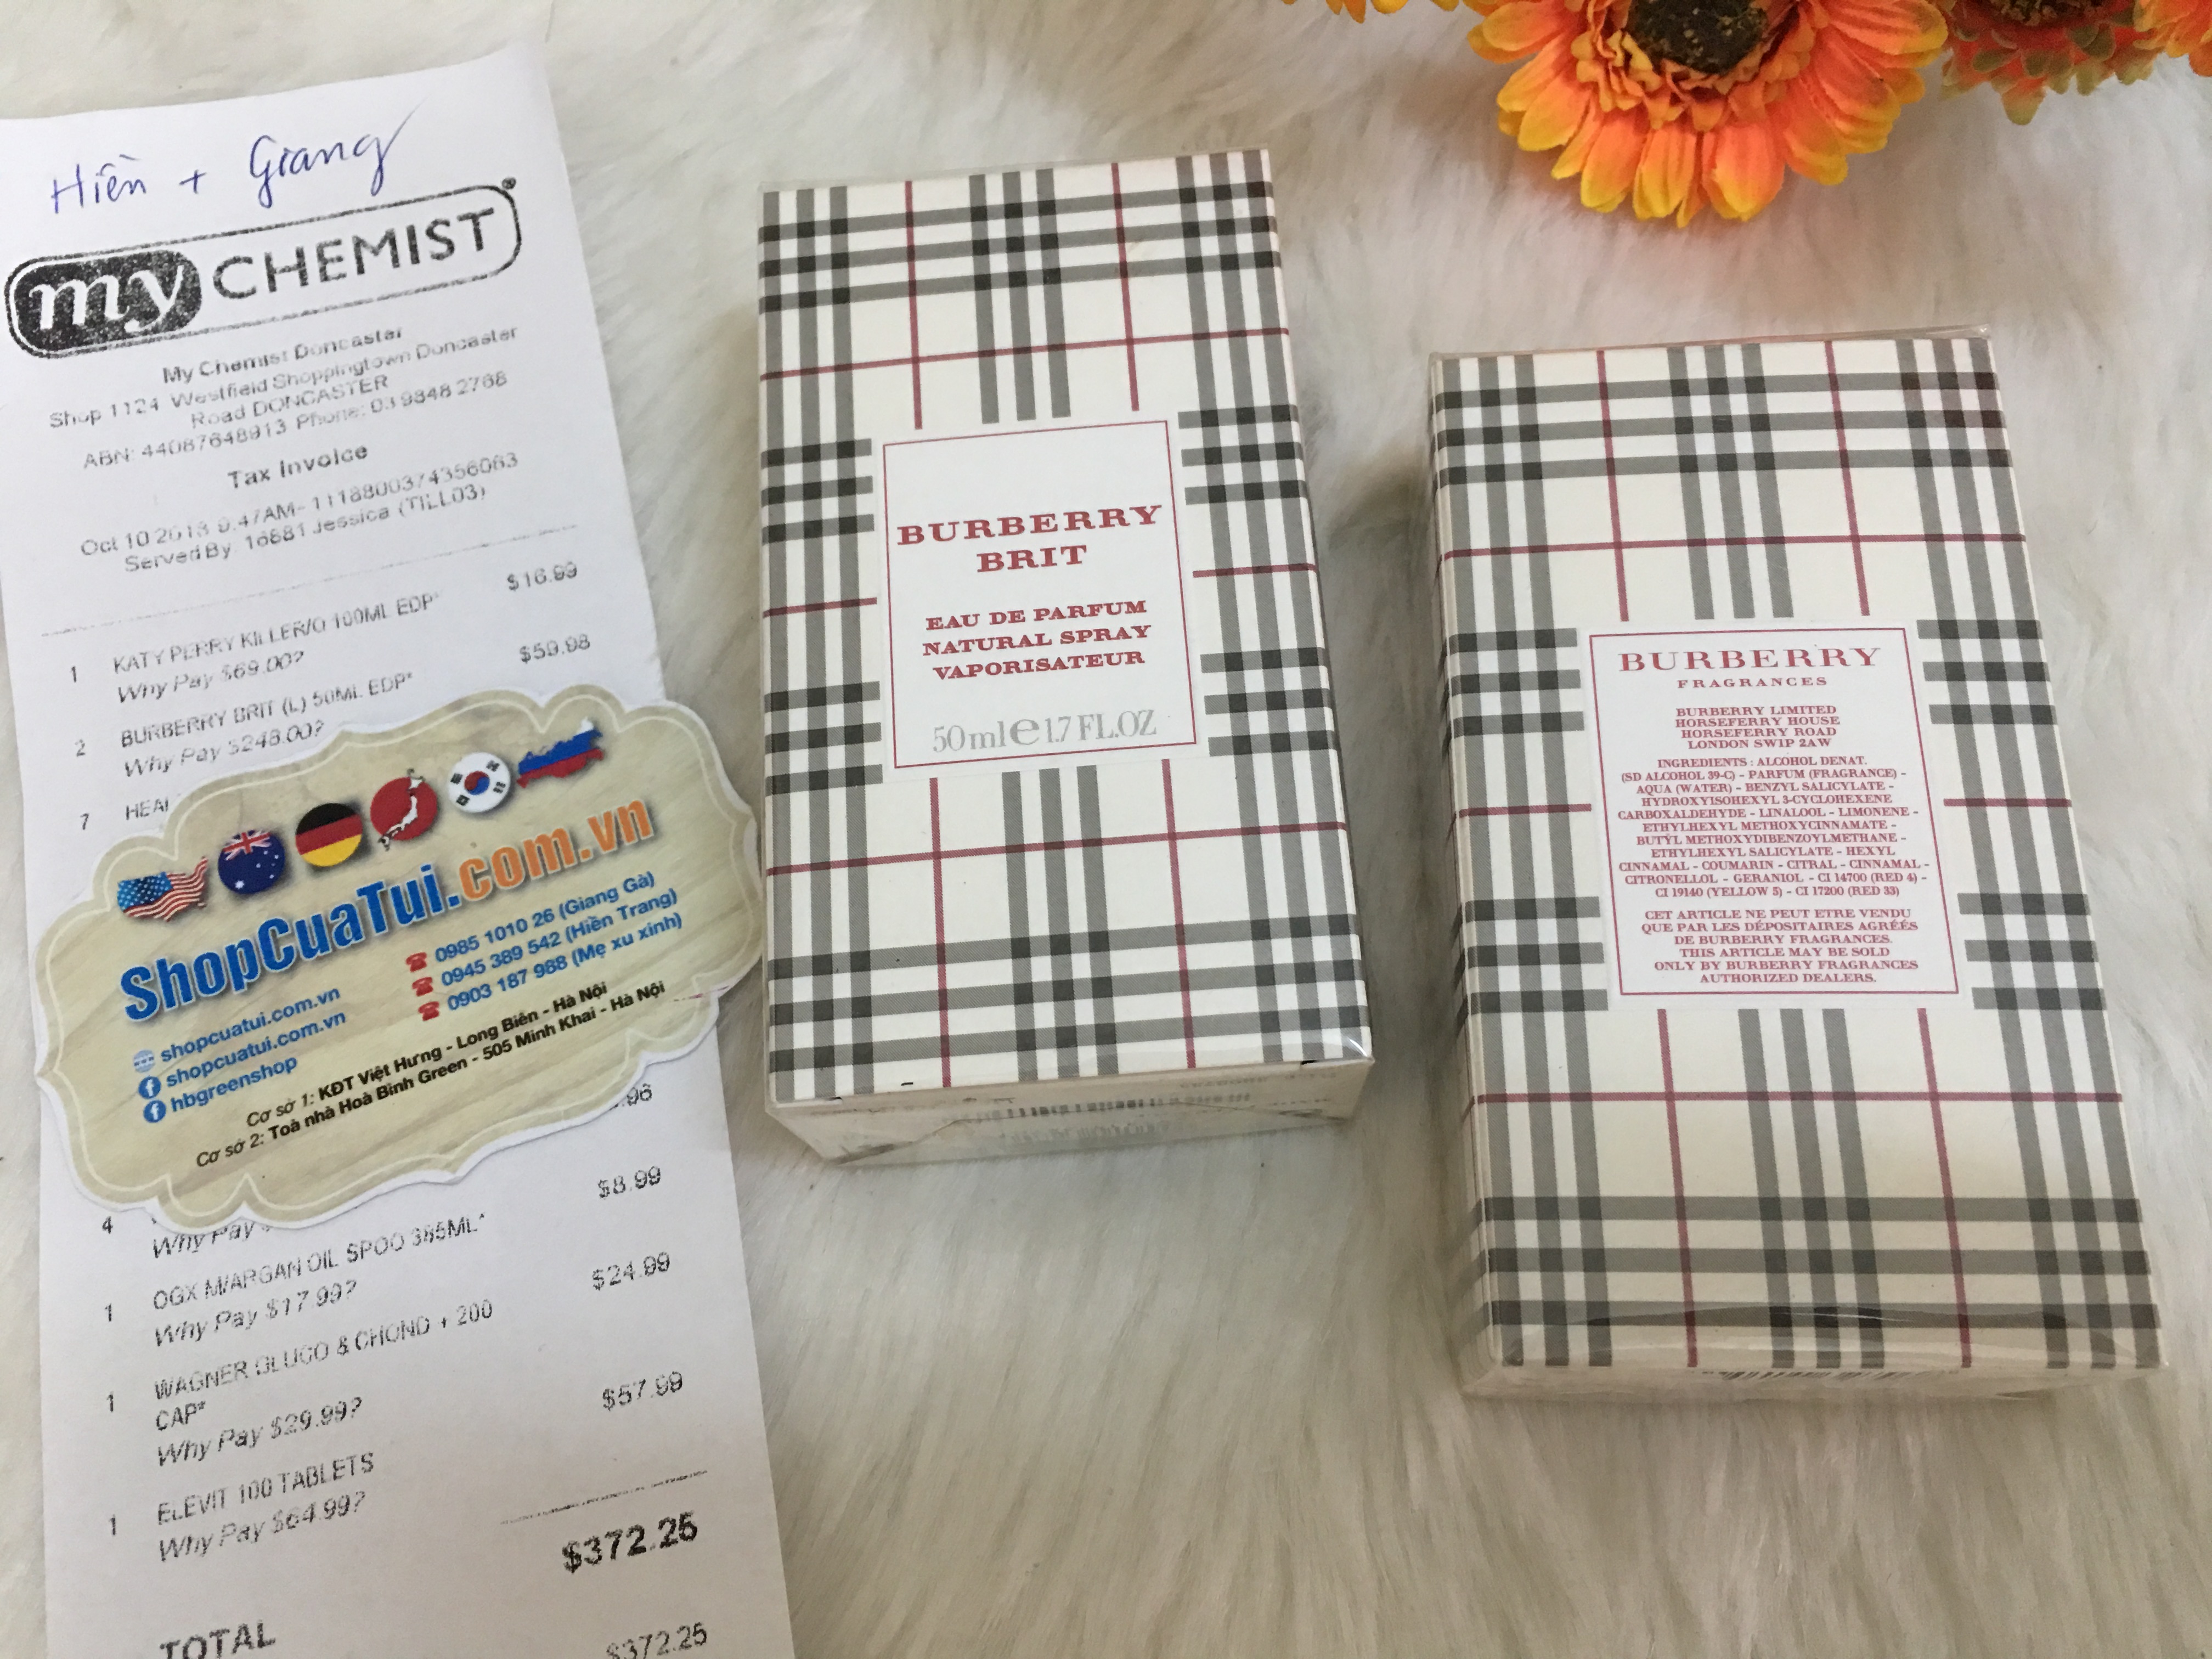 Hiền + Giang
my CHEMIST
My Chemist Doncaster
Shop 1124 Westfield Shoppingtown Doncaster
Road DONCASTER
ABN: 44087648913 Phone: 03 9848 2768
Tax Invoice
Oct 10 2018 9:47AM- 1118800374356063
Served By: 16881 Jessica (TILL03)
1 KATY PERRY KILLER/Q 100ML EDP* $16.99
Why Pay $69.00?
2 BURBERRY BRIT (L) 50ML EDP* $59.98
Why Pay $248.00?
7 HEAL
ShopCuaTui.com.vn
0985 1010 26 (Giang Gà)
0945 389 542 (Hiền Trang)
0903 187 988 (Mẹ xu xinh)
shopcuatui.com.vn
shopcuatui.com.vn
hbgreenshop
Cơ sở 1: KĐT Việt Hưng - Long Biên - Hà Nội
Cơ sở 2: Toà nhà Hoà Bình Green - 505 Minh Khai - Hà Nội
.96
4
Why Pay
$8.99
1 OGX M/ARGAN OIL SPOO 385ML*
Why Pay $17.99?
$24.99
1 WAGNER GLUCO & CHOND + 200
CAP*
Why Pay $29.99?
$57.99
1 ELEVIT 100 TABLETS
Why Pay $64.99?
$372.25
TOTAL
$372.25
BURBERRY
BRIT
EAU DE PARFUM
NATURAL SPRAY
VAPORISATEUR
50 ml e 1.7 FL.OZ
BURBERRY
FRAGRANCES
BURBERRY LIMITED
HORSEFERRY HOUSE
HORSEFERRY ROAD
LONDON SW1P 2AW
INGREDIENTS : ALCOHOL DENAT.
(SD ALCOHOL 39-C) - PARFUM (FRAGRANCE) -
AQUA (WATER) - BENZYL SALICYLATE -
HYDROXYISOHEXYL 3-CYCLOHEXENE
CARBOXALDEHYDE - LINALOOL - LIMONENE -
ETHYLHEXYL METHOXYCINNAMATE -
BUTYL METHOXYDIBENZOYLMETHANE -
ETHYLHEXYL SALICYLATE - HEXYL
CINNAMAL - COUMARIN - CITRAL - CINNAMAL -
CITRONELLOL - GERANIOL - CI 14700 (RED 4) -
CI 19140 (YELLOW 5) - CI 17200 (RED 33)
CET ARTICLE NE PEUT ETRE VENDU
QUE PAR LES DÉPOSITAIRES AGRÉÉS
DE BURBERRY FRAGRANCES.
THIS ARTICLE MAY BE SOLD
ONLY BY BURBERRY FRAGRANCES
AUTHORIZED DEALERS.